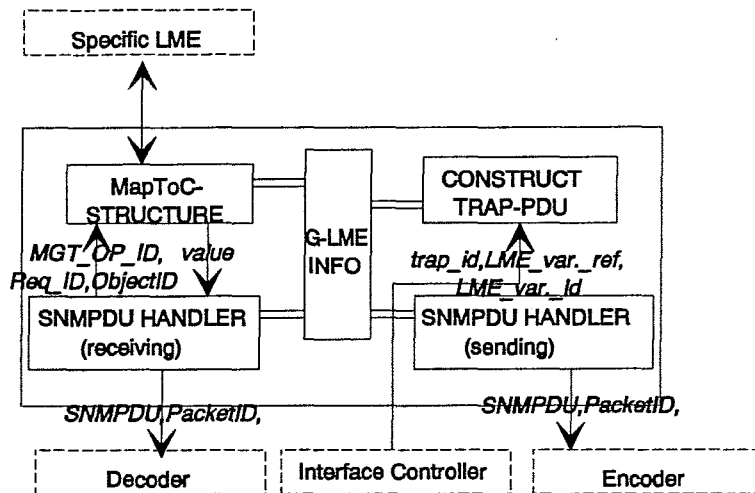 Specific LME
MapToC-
STRUCTURE
G-LME
INFO
CONSTRUCT
TRAP-PDU
MGT_OP_ID, value
Req_ID,ObjectID
trap_id,LME_var._ref,
LME_var._id
SNMPDU HANDLER
(receiving)
SNMPDU HANDLER
(sending)
SNMPDU,PacketID,
SNMPDU,PacketID,
Decoder
Interface Controller
Encoder